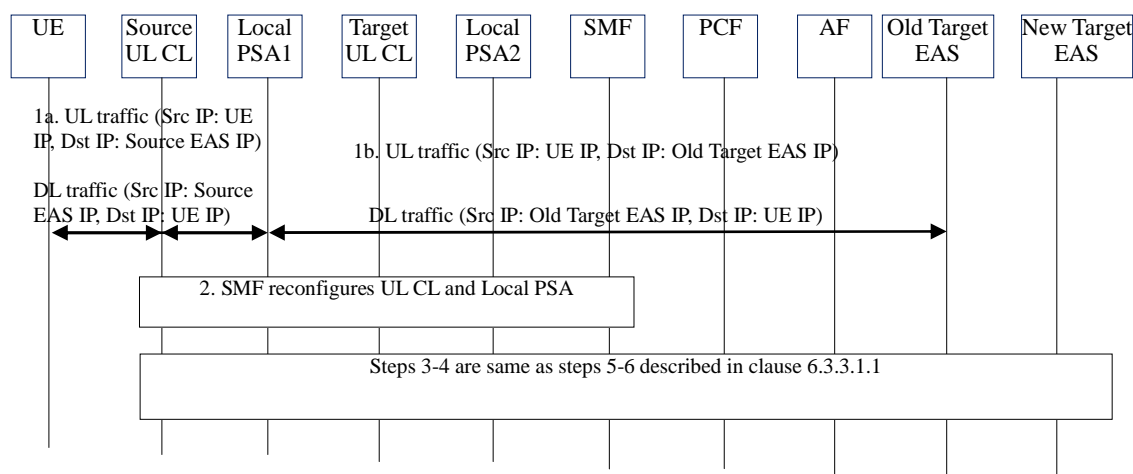 UE
Source
UL CL
Local
PSA1
Target
UL CL
Local
PSA2
SMF
PCF
AF
Old Target
EAS
New Target
EAS
1a. UL traffic (Src IP: UE
IP, Dst IP: Source EAS IP)
1b. UL traffic (Src IP: UE IP, Dst IP: Old Target EAS IP)
DL traffic (Src IP: Source
EAS IP, Dst IP: UE IP)
DL traffic (Src IP: Old Target EAS IP, Dst IP: UE IP)
2. SMF reconfigures UL CL and Local PSA
Steps 3-4 are same as steps 5-6 described in clause 6.3.3.1.1